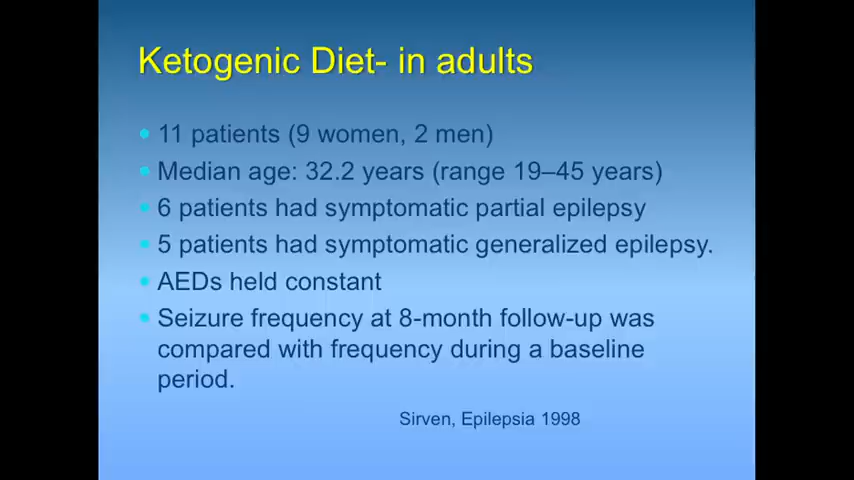 Ketogenic Diet- in adults
• 11 patients (9 women, 2 men)
• Median age: 32.2 years (range 19–45 years)
• 6 patients had symptomatic partial epilepsy
• 5 patients had symptomatic generalized epilepsy.
• AEDs held constant
• Seizure frequency at 8-month follow-up was
compared with frequency during a baseline
period.
Sirven, Epilepsia 1998